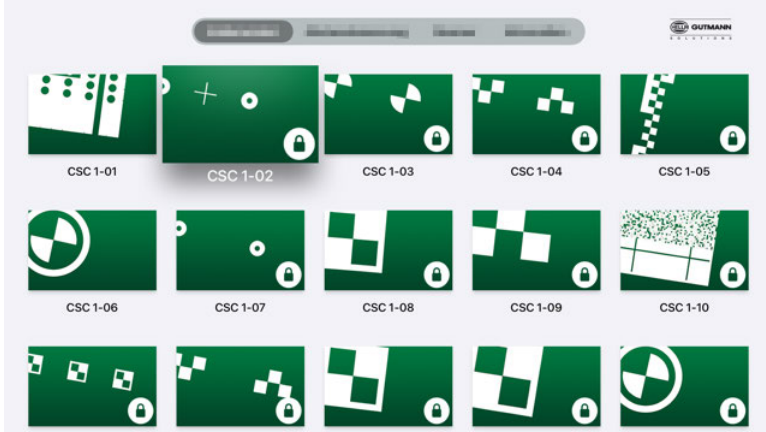 HELLA GUTMANN
SOLUTIONS
CSC 1-01
CSC 1-02
CSC 1-03
CSC 1-04
CSC 1-05
CSC 1-06
CSC 1-07
CSC 1-08
CSC 1-09
CSC 1-10